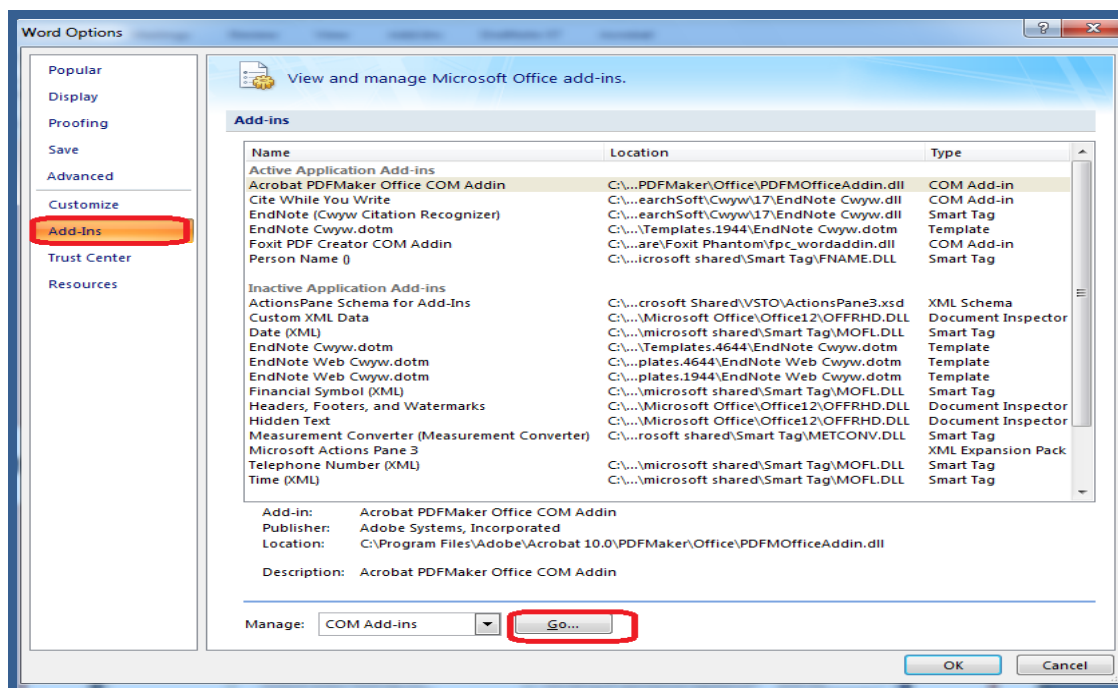 Word Options
Popular
Display
Proofing
Save
Advanced
Customize
Add-Ins
Trust Center
Resources
View and manage Microsoft Office add-ins.
Add-ins
Name Location Type
Active Application Add-ins
Acrobat PDFMaker Office COM Addin C:\...PDFMaker\Office\PDFMOfficeAddin.dll COM Add-in
Cite While You Write C:\...earchSoft\Cwyw\17\EndNote Cwyw.dll COM Add-in
EndNote (Cwyw Citation Recognizer) C:\...earchSoft\Cwyw\17\EndNote Cwyw.dll Smart Tag
EndNote Cwyw.dotm C:\...\Templates.1944\EndNote Cwyw.dotm Template
Foxit PDF Creator COM Addin C:\...are\Foxit Phantom\fpc_wordaddin.dll COM Add-in
Person Name () C:\...icrosoft shared\Smart Tag\FNAME.DLL Smart Tag
Inactive Application Add-ins
ActionsPane Schema for Add-Ins C:\...crosoft Shared\VSTO\ActionsPane3.xsd XML Schema
Custom XML Data C:\...\Microsoft Office\Office12\OFFRHD.DLL Document Inspector
Date (XML) C:\...\microsoft shared\Smart Tag\MOFL.DLL Smart Tag
EndNote Cwyw.dotm C:\...\Templates.4644\EndNote Cwyw.dotm Template
EndNote Web Cwyw.dotm C:\...plates.4644\EndNote Web Cwyw.dotm Template
EndNote Web Cwyw.dotm C:\...plates.1944\EndNote Web Cwyw.dotm Template
Financial Symbol (XML) C:\...\microsoft shared\Smart Tag\MOFL.DLL Smart Tag
Headers, Footers, and Watermarks C:\...\Microsoft Office\Office12\OFFRHD.DLL Document Inspector
Hidden Text C:\...\Microsoft Office\Office12\OFFRHD.DLL Document Inspector
Measurement Converter (Measurement Converter) C:\...rosoft shared\Smart Tag\METCONV.DLL Smart Tag
Microsoft Actions Pane 3 XML Expansion Pack
Telephone Number (XML) C:\...\microsoft shared\Smart Tag\MOFL.DLL Smart Tag
Time (XML) C:\...\microsoft shared\Smart Tag\MOFL.DLL Smart Tag
Add-in: Acrobat PDFMaker Office COM Addin
Publisher: Adobe Systems, Incorporated
Location: C:\Program Files\Adobe\Acrobat 10.0\PDFMaker\Office\PDFMOfficeAddin.dll
Description: Acrobat PDFMaker Office COM Addin
Manage: COM Add-ins Go...
OK Cancel